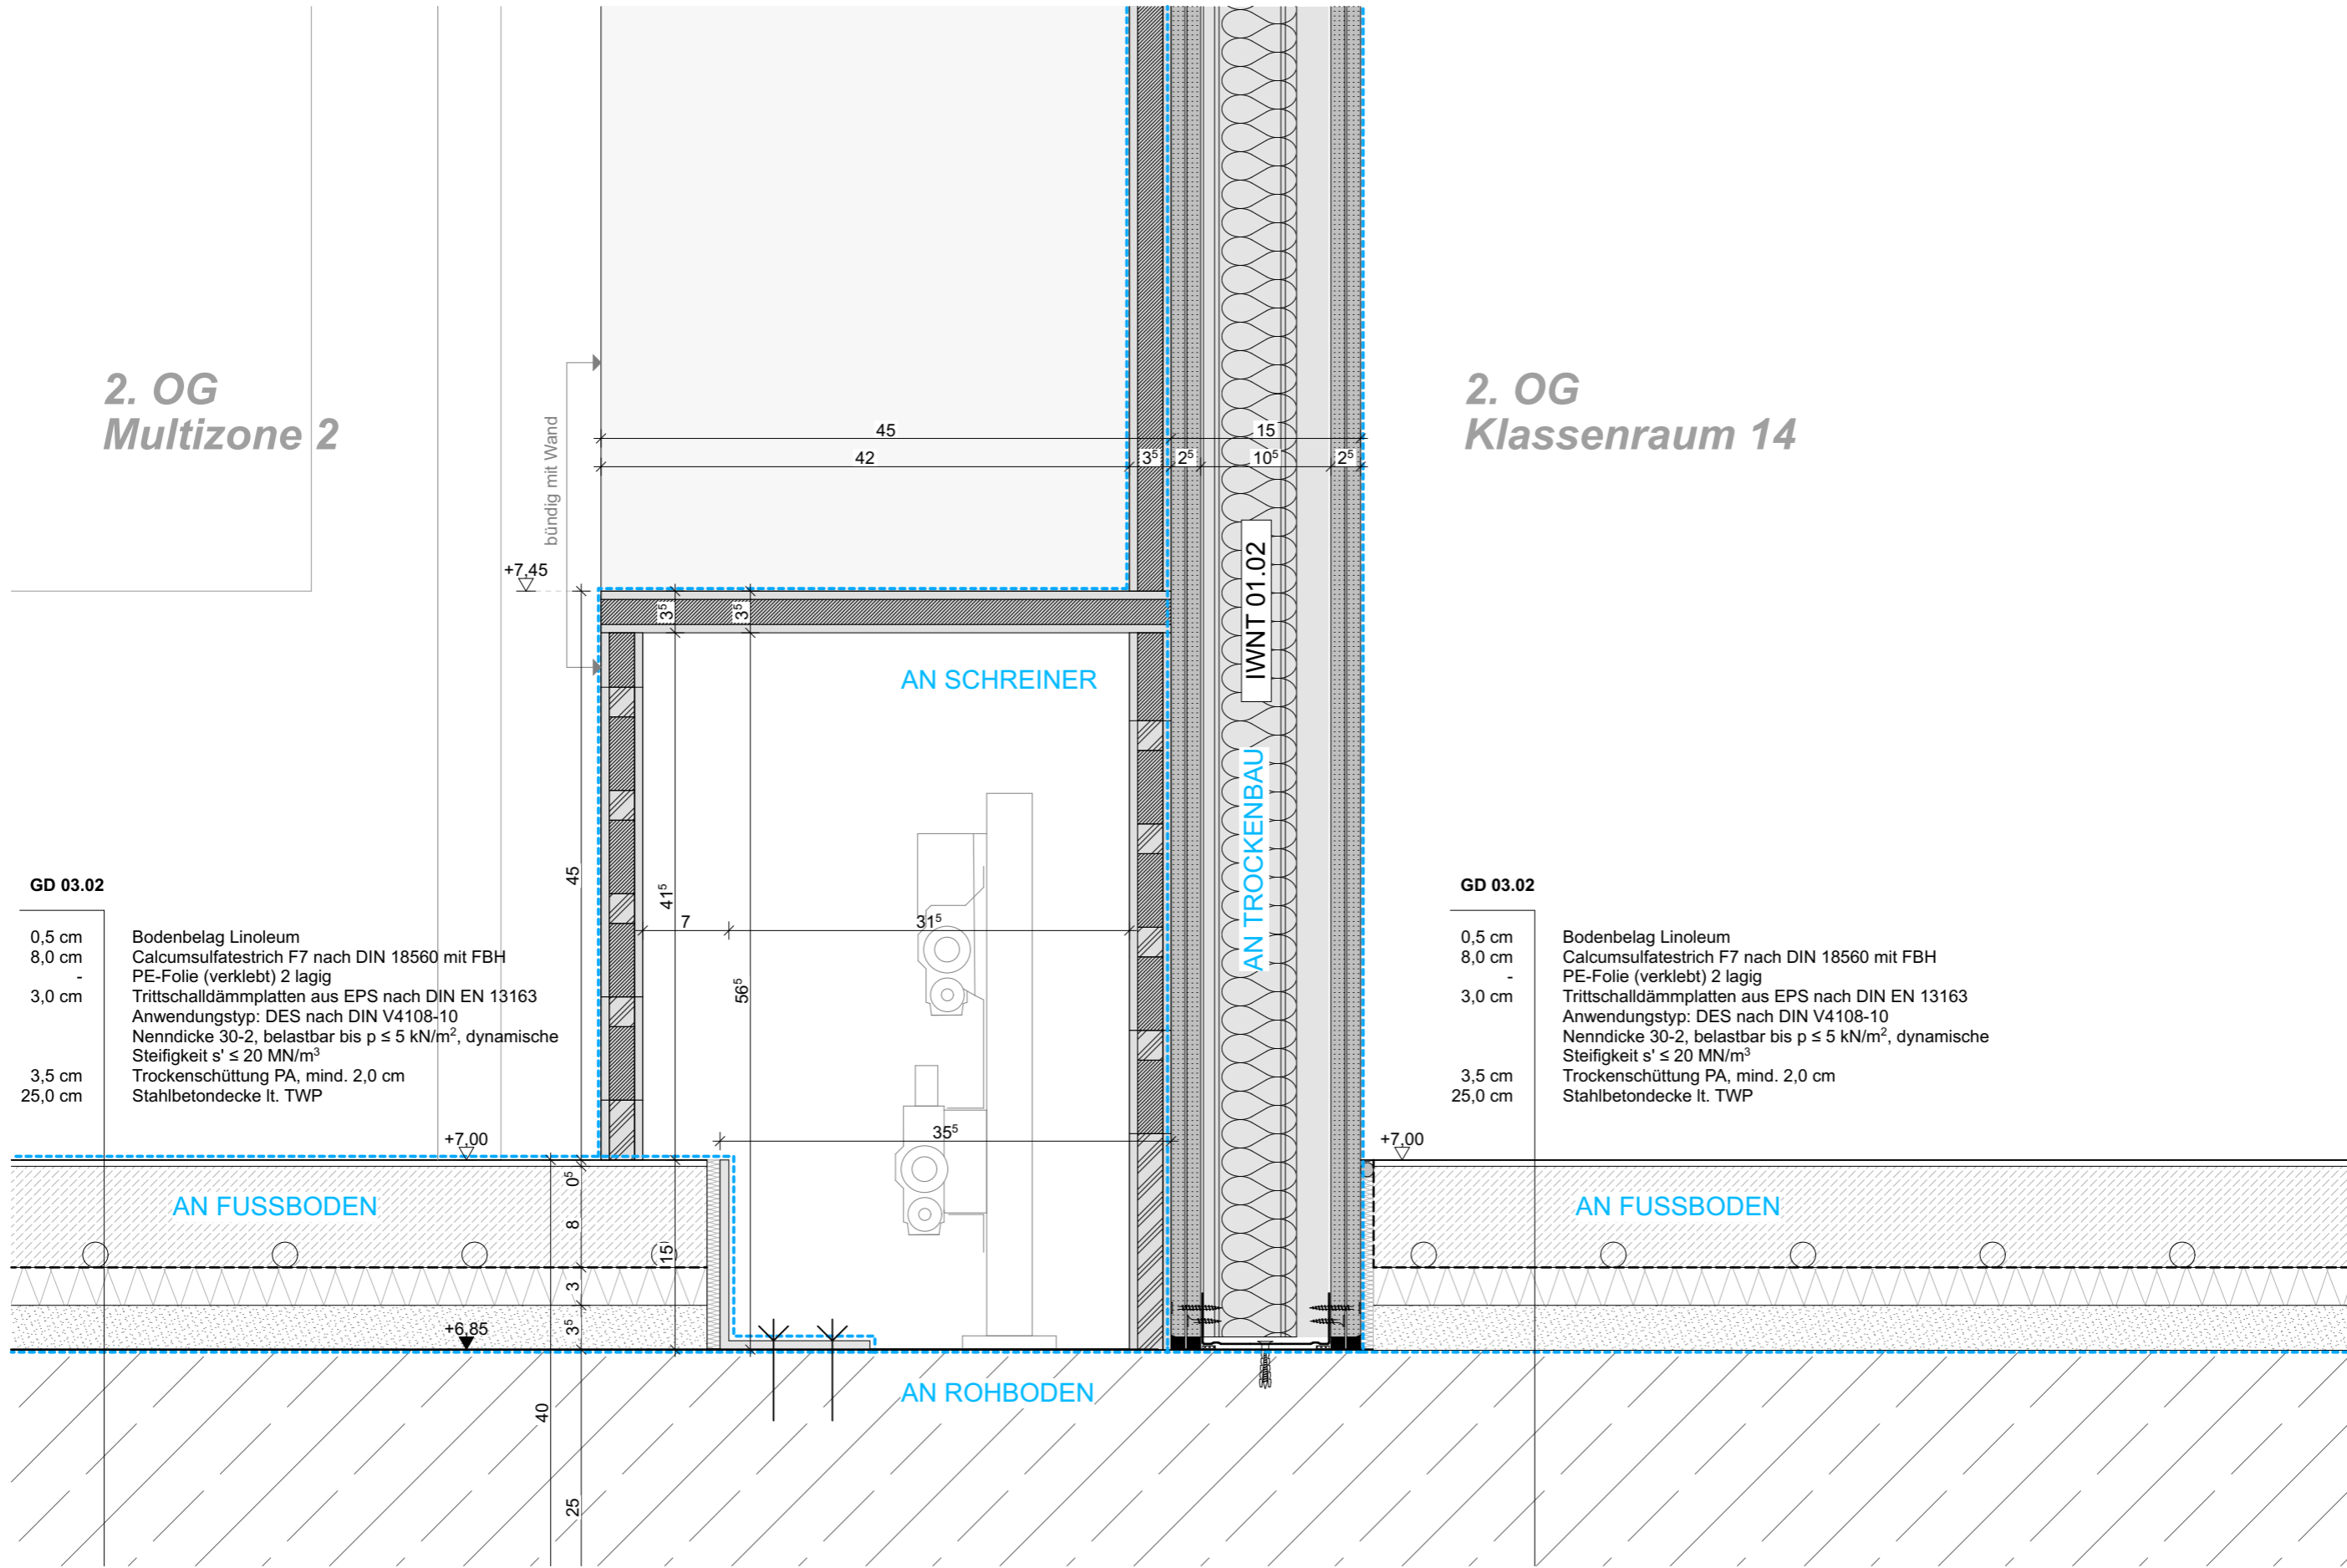 2. OG
Multizone 2
2. OG
Klassenraum 14
bündig mit Wand
45
15
42
3⁵
2⁵
10⁵
2⁵
+7,45
3⁵
3⁵
IWNT 01.02
AN SCHREINER
AN TROCKENBAU
45
41⁵
7
31⁵
56⁵
35⁵
GD 03.02
0,5 cm Bodenbelag Linoleum
8,0 cm Calcumsulfatestrich F7 nach DIN 18560 mit FBH
- PE-Folie (verklebt) 2 lagig
3,0 cm Trittschalldämmplatten aus EPS nach DIN EN 13163
Anwendungstyp: DES nach DIN V4108-10
Nenndicke 30-2, belastbar bis p ≤ 5 kN/m², dynamische
Steifigkeit s' ≤ 20 MN/m³
3,5 cm Trockenschüttung PA, mind. 2,0 cm
25,0 cm Stahlbetondecke lt. TWP
GD 03.02
0,5 cm Bodenbelag Linoleum
8,0 cm Calcumsulfatestrich F7 nach DIN 18560 mit FBH
- PE-Folie (verklebt) 2 lagig
3,0 cm Trittschalldämmplatten aus EPS nach DIN EN 13163
Anwendungstyp: DES nach DIN V4108-10
Nenndicke 30-2, belastbar bis p ≤ 5 kN/m², dynamische
Steifigkeit s' ≤ 20 MN/m³
3,5 cm Trockenschüttung PA, mind. 2,0 cm
25,0 cm Stahlbetondecke lt. TWP
+7,00
+7,00
AN FUSSBODEN
AN FUSSBODEN
0⁵
8
15
3
3⁵
+6,85
AN ROHBODEN
40
25